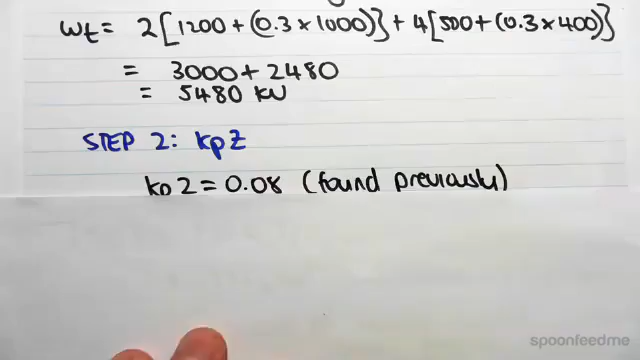 Wt = 2[1200 + (0.3 x 1000)} + 4[500 + (0.3 x 400)}
= 3000 + 2480
= 5480 kN
STEP 2: kpZ
kpZ = 0.08 (found previously)
spoonfeedme